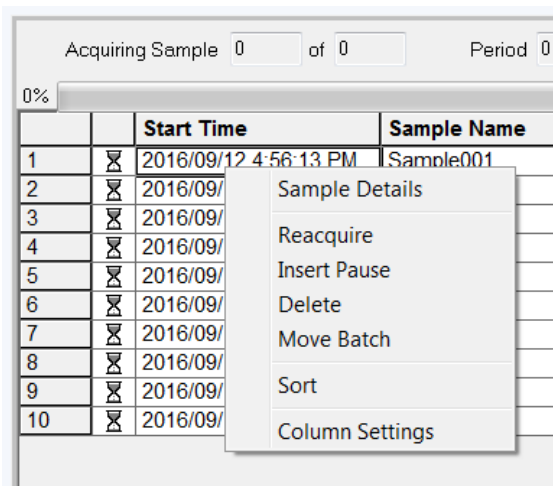 Acquiring Sample 0 of 0 Period 0
0%
Start Time Sample Name
1 2016/09/12 4:56:13 PM Sample001
2 2016/09/
Sample Details
3 2016/09/
Reacquire
4 2016/09/
Insert Pause
5 2016/09/
Delete
6 2016/09/
Move Batch
7 2016/09/
8 2016/09/
Sort
9 2016/09/
10 2016/09/
Column Settings